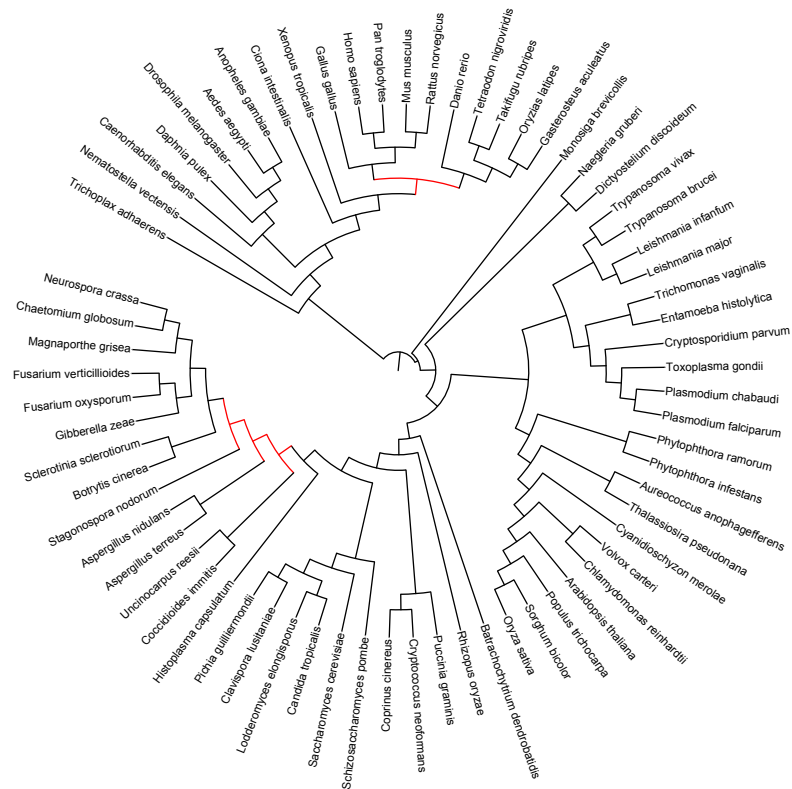 Neurospora crassa
Chaetomium globosum
Magnaporthe grisea
Fusarium verticillioides
Fusarium oxysporum
Gibberella zeae
Sclerotinia sclerotiorum
Botrytis cinerea
Stagonospora nodorum
Aspergillus nidulans
Aspergillus terreus
Uncinocarpus reesii
Coccidioides immitis
Histoplasma capsulatum
Pichia guilliermondii
Clavispora lusitaniae
Lodderomyces elongisporus
Candida tropicalis
Saccharomyces cerevisiae
Schizosaccharomyces pombe
Coprinus cinereus
Cryptococcus neoformans
Puccinia graminis
Rhizopus oryzae
Batrachochytrium dendrobatidis
Oryza sativa
Sorghum bicolor
Populus trichocarpa
Arabidopsis thaliana
Chlamydomonas reinhardtii
Volvox carteri
Cyanidioschyzon merolae
Thalassiosira pseudonana
Aureococcus anophagefferens
Phytophthora infestans
Phytophthora ramorum
Plasmodium falciparum
Plasmodium chabaudi
Toxoplasma gondii
Cryptosporidium parvum
Entamoeba histolytica
Trichomonas vaginalis
Leishmania major
Leishmania infanfum
Trypanosoma brucei
Trypanosoma vivax
Dictyostelium discoideum
Naegleria gruberi
Monosiga brevicollis
Gasterosteus aculeatus
Oryzias latipes
Takifugu rubripes
Tetraodon nigroviridis
Danio rerio
Rattus norvegicus
Mus musculus
Pan troglodytes
Homo sapiens
Gallus gallus
Xenopus tropicalis
Ciona intestinalis
Anopheles gambiae
Aedes aegypti
Drosophila melanogaster
Daphnia pulex
Caenorhabditis elegans
Nematostella vectensis
Trichoplax adhaerens